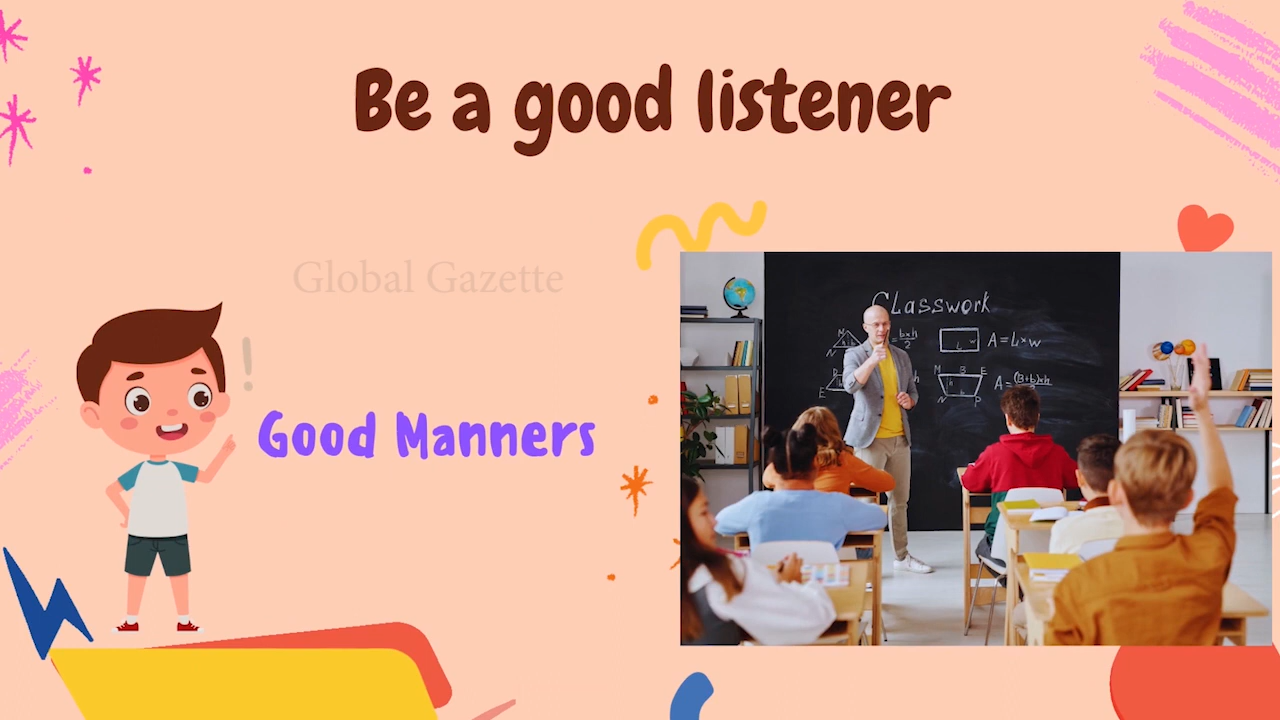 Be a good listener
Global Gazette
Good Manners
Classwork
A=L×w
A=(B+b)×h